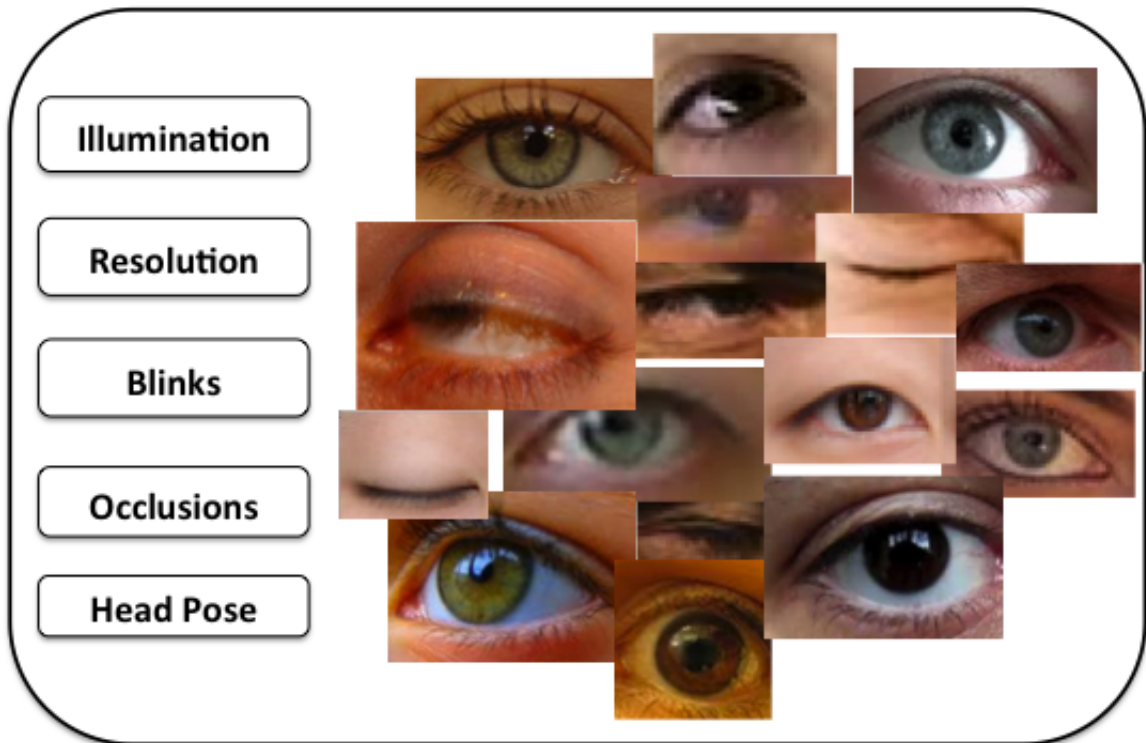 Illumination
Resolution
Blinks
Occlusions
Head Pose